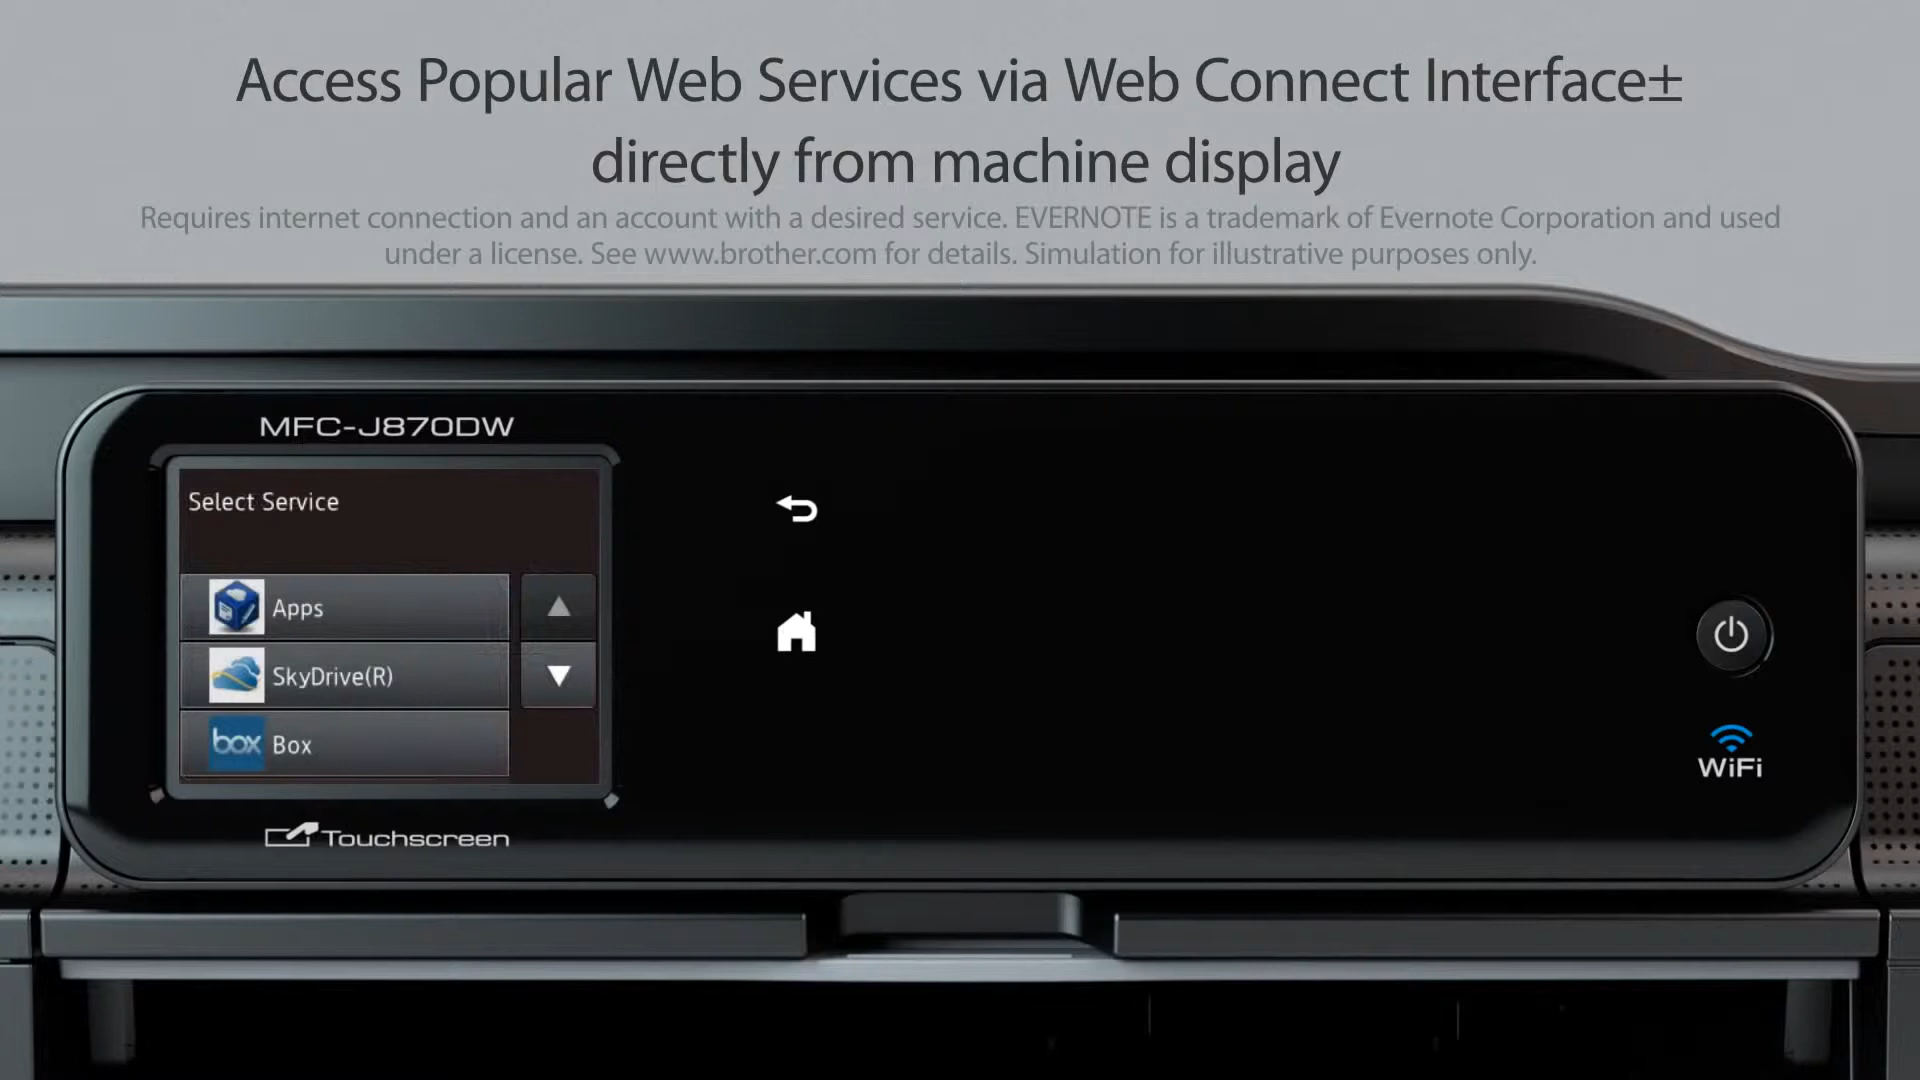 Access Popular Web Services via Web Connect Interface±
directly from machine display
Requires internet connection and an account with a desired service. EVERNOTE is a trademark of Evernote Corporation and used
under a license. See www.brother.com for details. Simulation for illustrative purposes only.
MFC-J870DW
Select Service
Apps
SkyDrive(R)
box Box
Touchscreen
WiFi